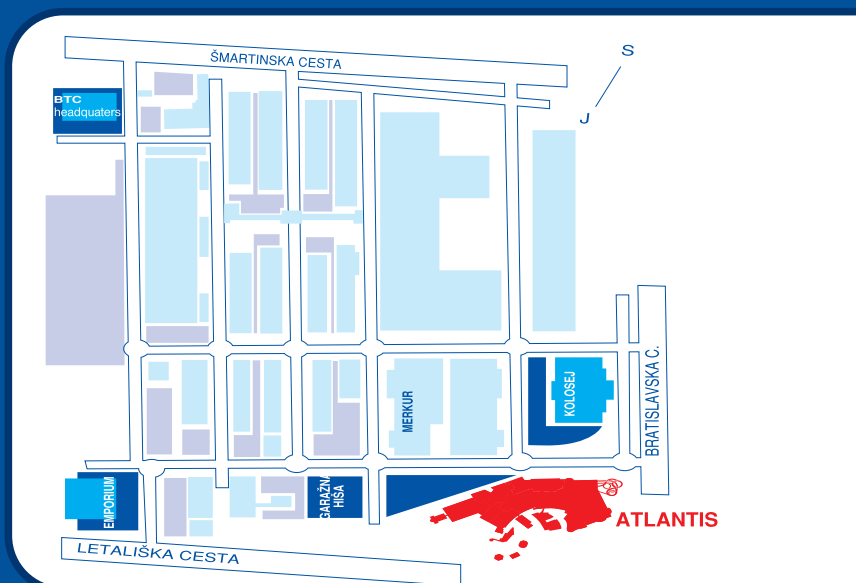 ŠMARTINSKA CESTA
S
J
BTC
headquaters
BRATISLAVSKA C.
KOLOSEJ
MERKUR
EMPORIUM
GARAŽNA
HIŠA
ATLANTIS
LETALIŠKA CESTA